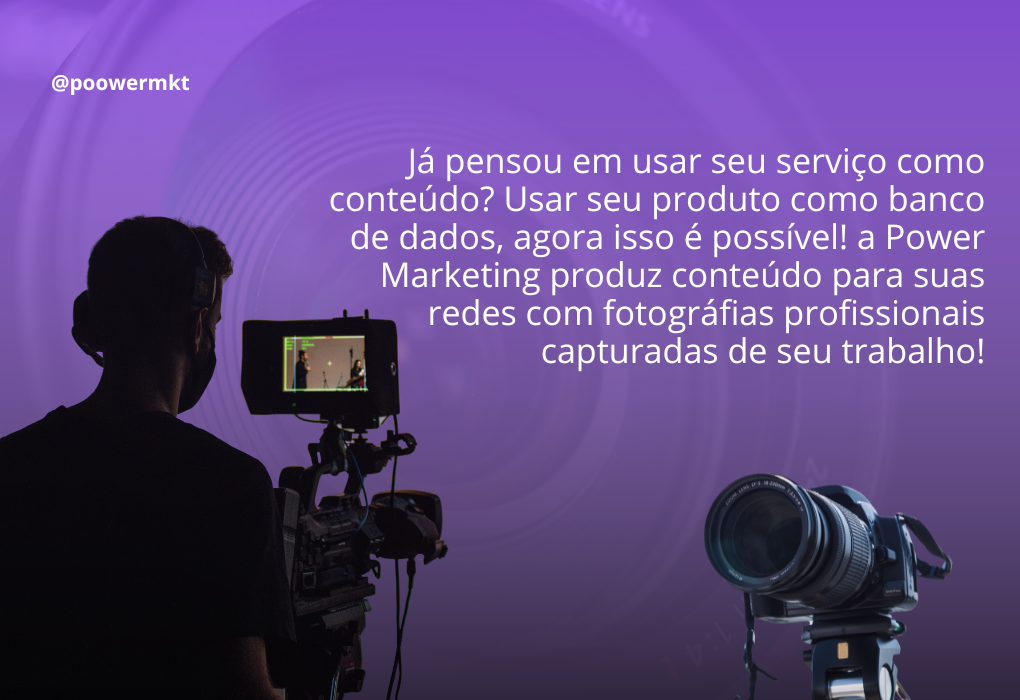 @poowermkt
Já pensou em usar seu serviço como
conteúdo? Usar seu produto como banco
de dados, agora isso é possível! a Power
Marketing produz conteúdo para suas
redes com fotográfias profissionais
capturadas de seu trabalho!